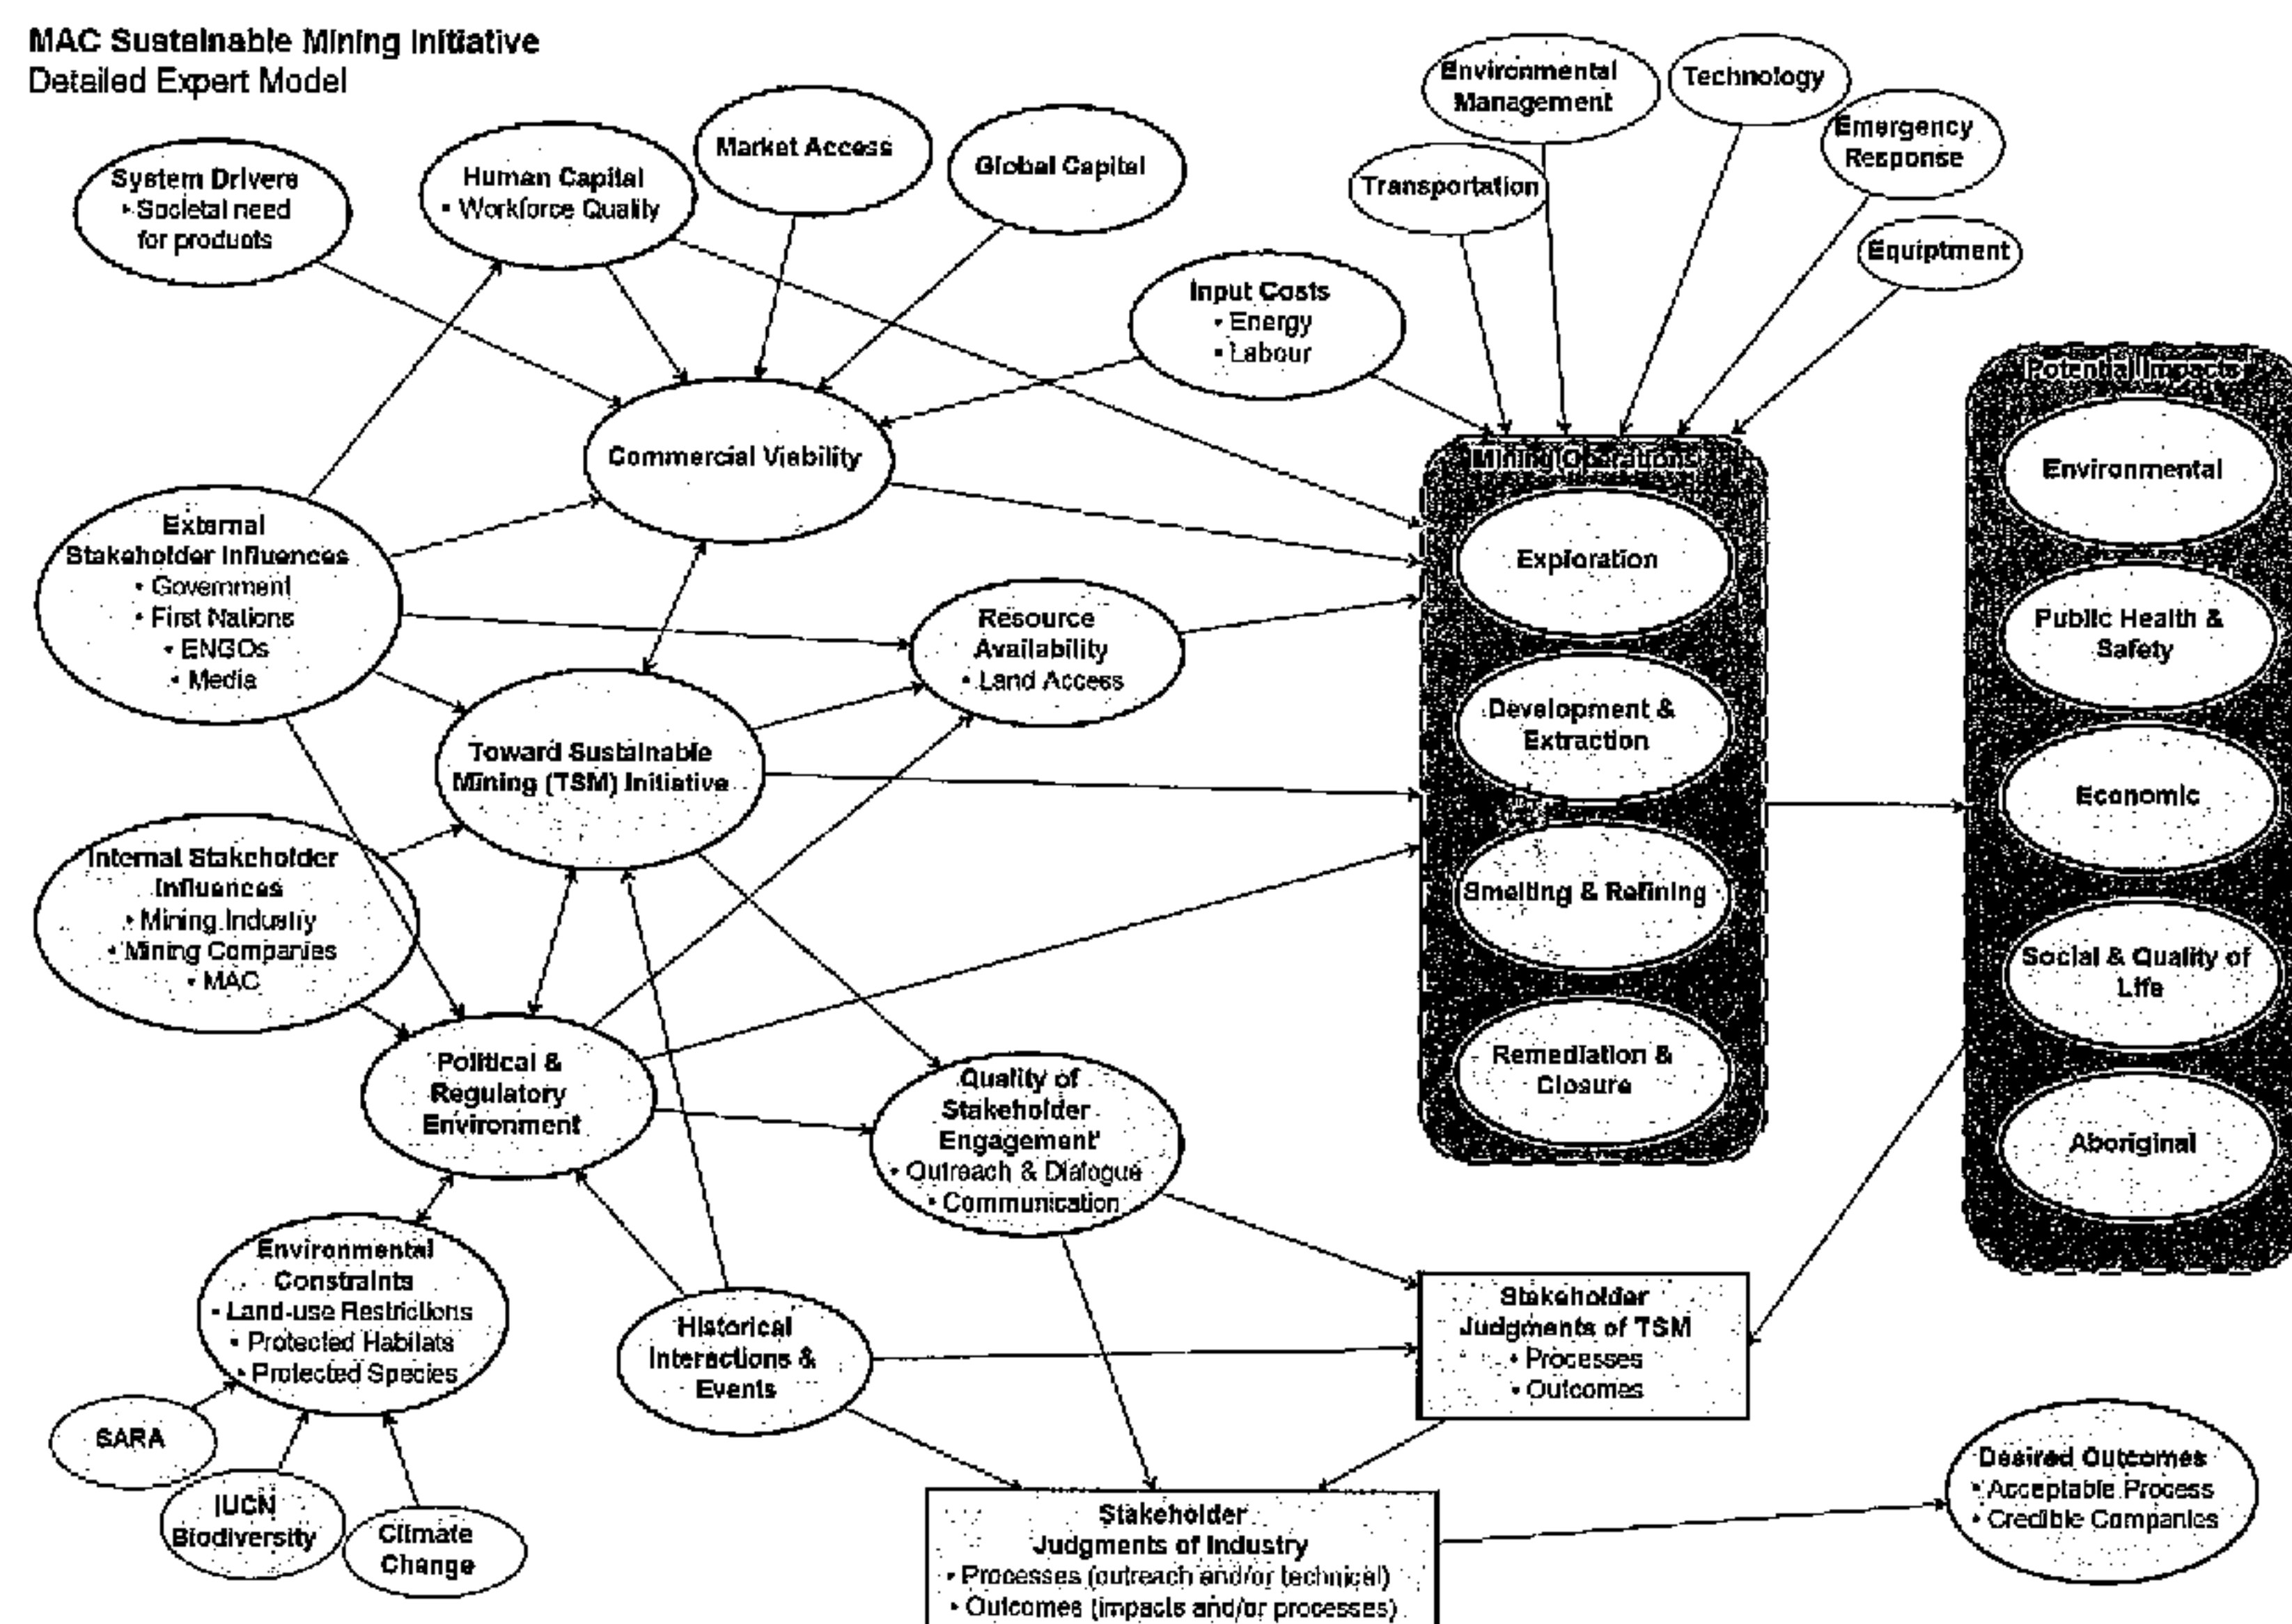 MAC Sustainable Mining Initiative
Detailed Expert Model
System Drivers
• Societal need
for products
Human Capital
• Workforce Quality
Market Access
Global Capital
Environmental
Management
Technology
Emergency
Response
Transportation
Equiptment
Input Costs
• Energy
• Labour
Commercial Viability
External
Stakeholder Influences
• Government
• First Nations
• ENGOs
• Media
Resource
Availability
• Land Access
Toward Sustainable
Mining (TSM) Initiative
Internal Stakeholder
Influences
• Mining Industry
• Mining Companies
• MAC
Political &
Regulatory
Environment
Quality of
Stakeholder
Engagement
• Outreach & Dialogue
• Communication
Environmental
Constraints
• Land-use Restrictions
• Protected Habitats
• Protected Species
SARA
IUCN
Biodiversity
Climate
Change
Historical
Interactions &
Events
Mining Operations
Exploration
Development &
Extraction
Smelting & Refining
Remediation &
Closure
Potential Impacts
Environmental
Public Health &
Safety
Economic
Social & Quality of
Life
Aboriginal
Stakeholder
Judgments of TSM
• Processes
• Outcomes
Stakeholder
Judgments of Industry
• Processes (outreach and/or technical)
• Outcomes (impacts and/or processes)
Desired Outcomes
• Acceptable Process
• Credible Companies